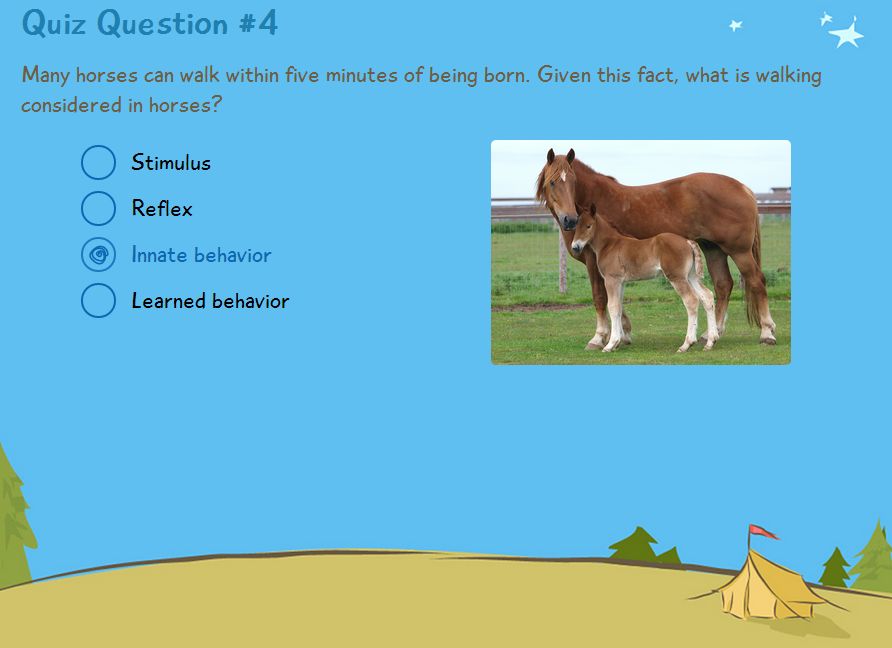 Quiz Question #4
Many horses can walk within five minutes of being born. Given this fact, what is walking
considered in horses?
Stimulus
Reflex
Innate behavior
Learned behavior